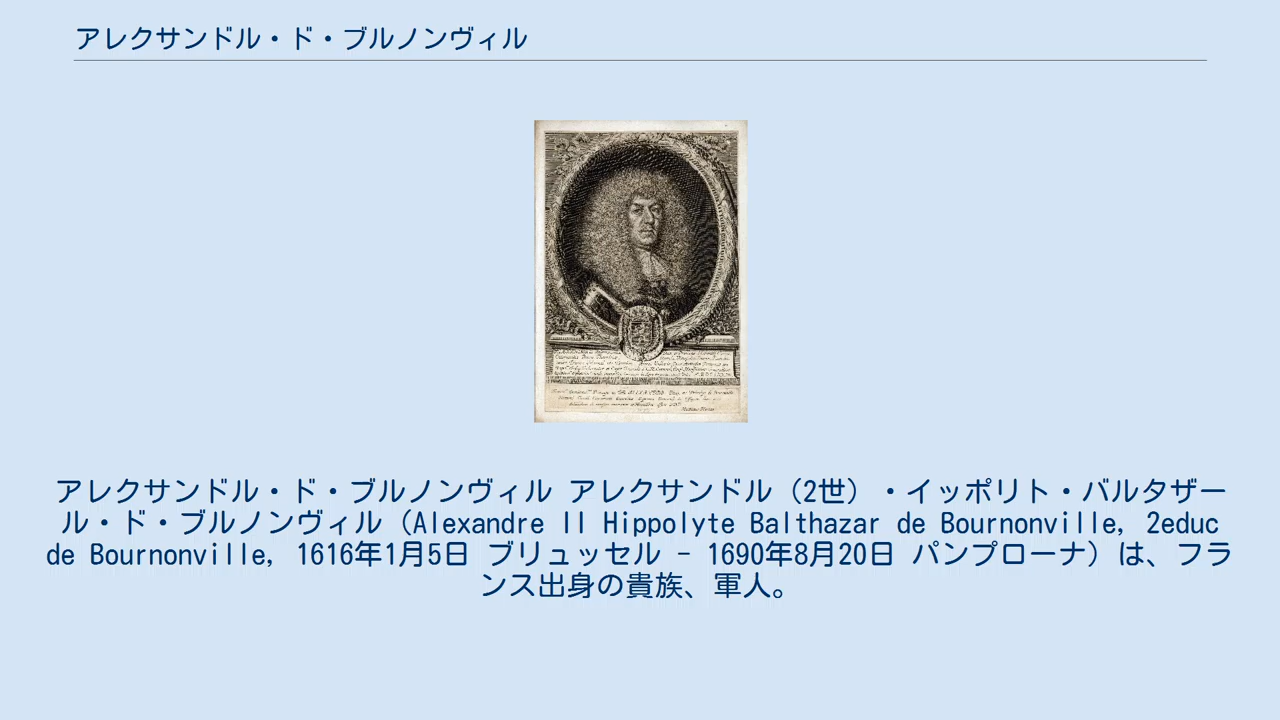 アレクサンドル・ド・ブルノンヴィル
アレクサンドル・ド・ブルノンヴィル アレクサンドル（2世）・イッポリト・バルタザー
ル・ド・ブルノンヴィル（Alexandre II Hippolyte Balthazar de Bournonville, 2educ
de Bournonville, 1616年1月5日 ブリュッセル - 1690年8月20日 パンプローナ）は、フラ
ンス出身の貴族、軍人。